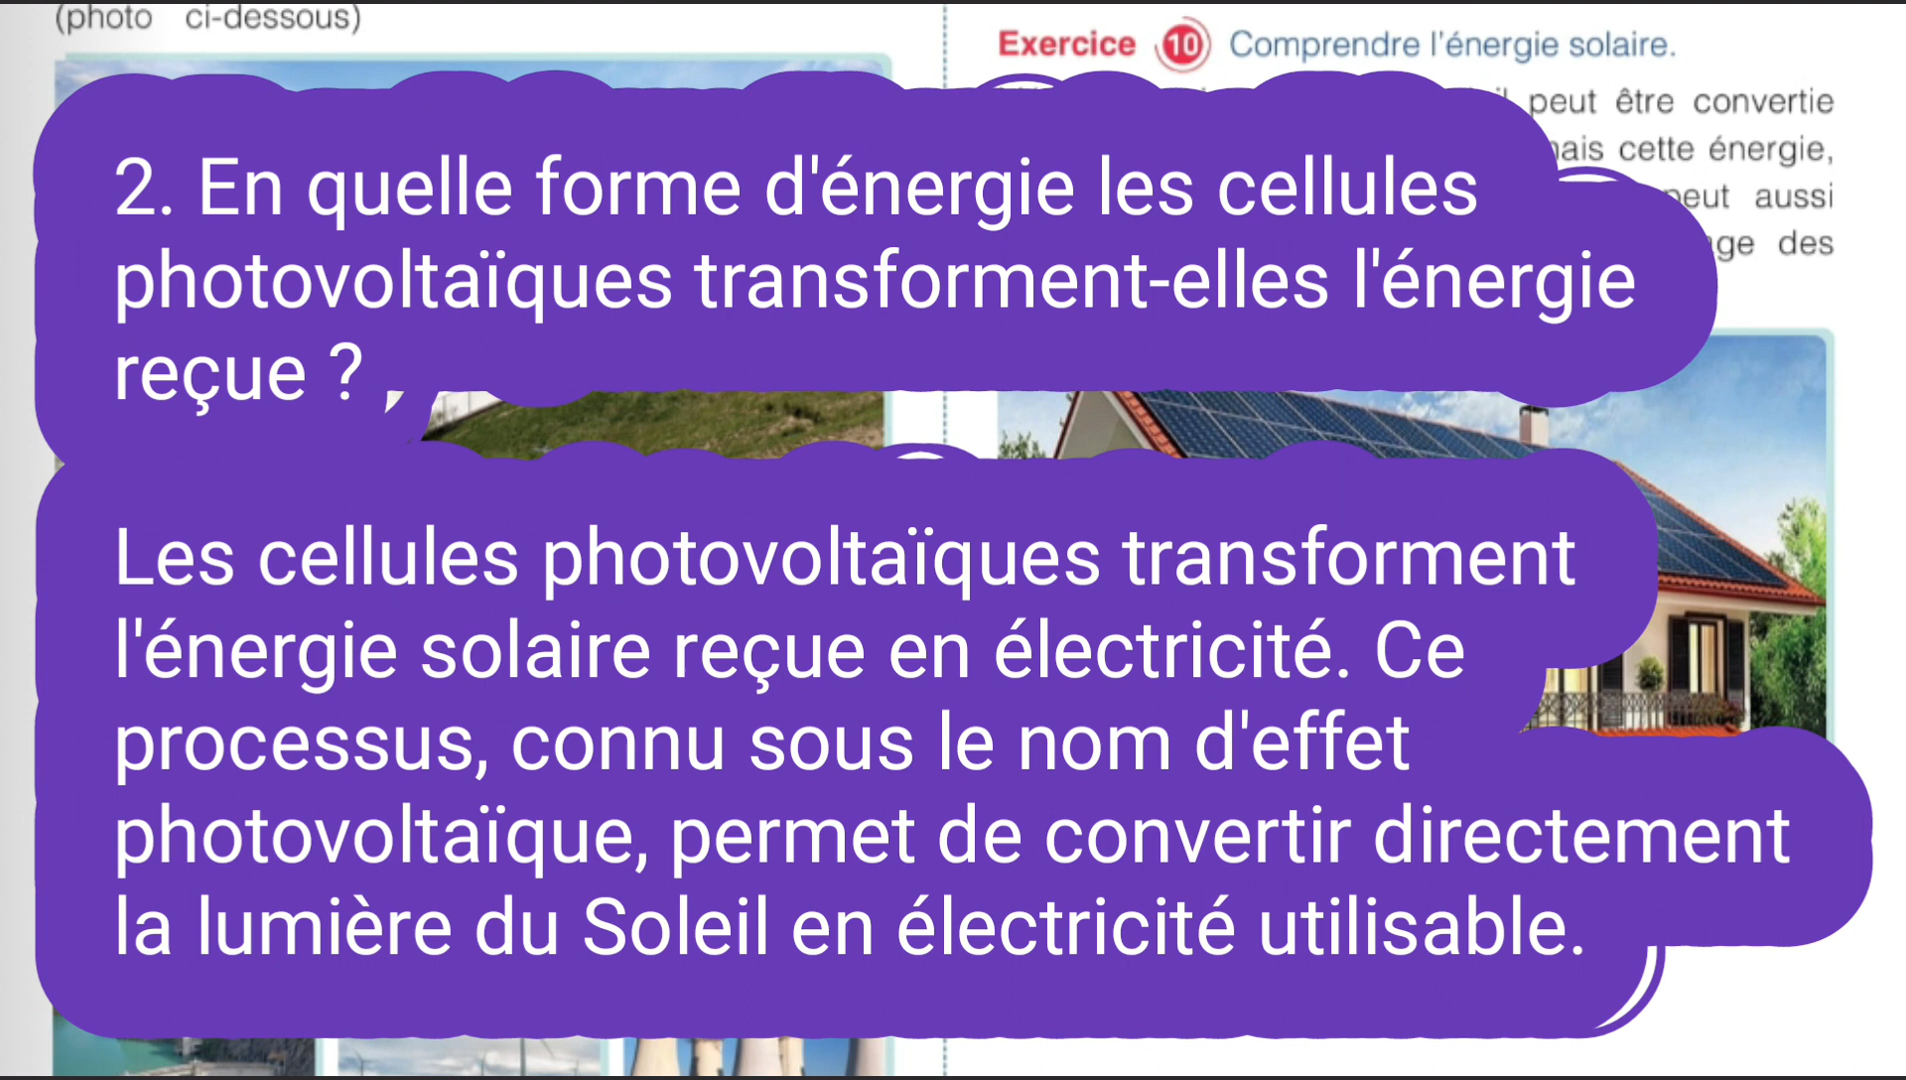 (photo ci-dessous)
Exercice 10 Comprendre l'énergie solaire.
peut être convertie
cette énergie,
peut aussi
des
2. En quelle forme d'énergie les cellules
photovoltaïques transforment-elles l'énergie
reçue ?
Les cellules photovoltaïques transforment
l'énergie solaire reçue en électricité. Ce
processus, connu sous le nom d'effet
photovoltaïque, permet de convertir directement
la lumière du Soleil en électricité utilisable.